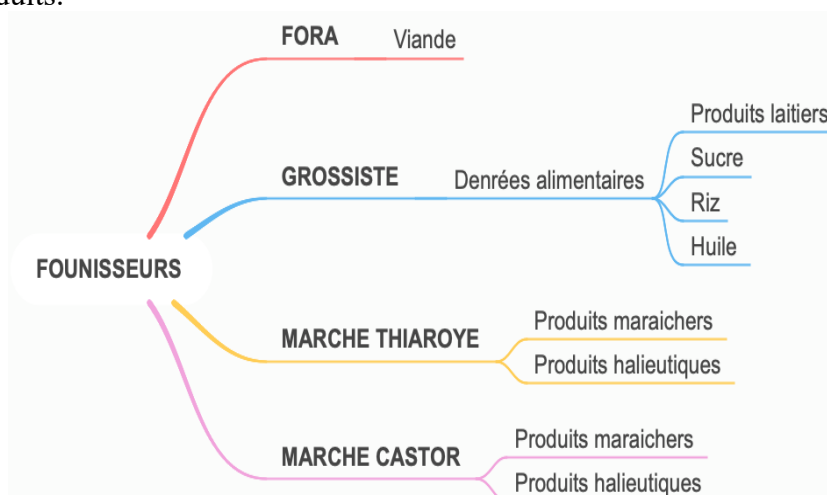 duits.
FORA
Viande
GROSSISTE
Denrées alimentaires
Produits laitiers
Sucre
Riz
Huile
FOUNISSEURS
MARCHE THIAROYE
Produits maraichers
Produits halieutiques
MARCHE CASTOR
Produits maraichers
Produits halieutiques